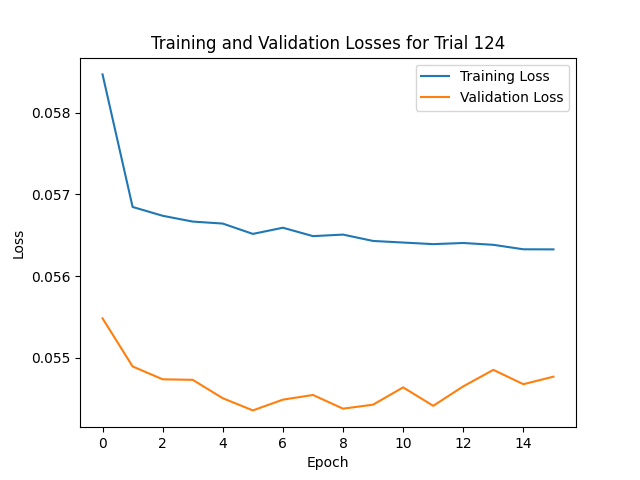 Training and Validation Losses for Trial 124
Training Loss
Validation Loss
0.058
0.057
0.056
0.055
Loss
0 2 4 6 8 10 12 14
Epoch